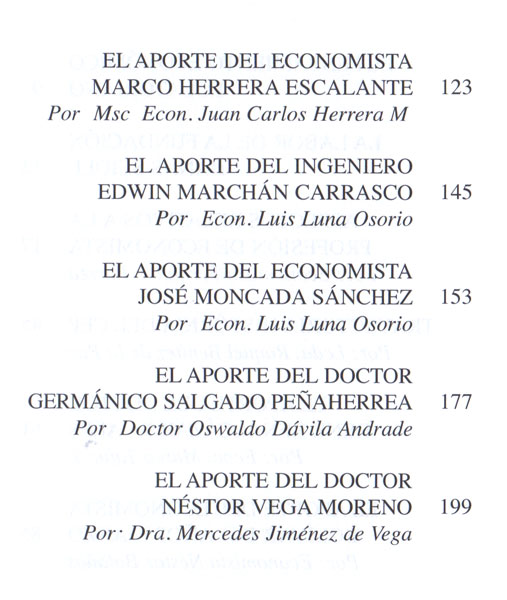 EL APORTE DEL ECONOMISTA
MARCO HERRERA ESCALANTE 123
Por Msc Econ. Juan Carlos Herrera M
EL APORTE DEL INGENIERO
EDWIN MARCHÁN CARRASCO 145
Por Econ. Luis Luna Osorio
EL APORTE DEL ECONOMISTA
JOSÉ MONCADA SÁNCHEZ 153
Por Econ. Luis Luna Osorio
EL APORTE DEL DOCTOR
GERMÁNICO SALGADO PEÑAHERREA 177
Por Doctor Oswaldo Dávila Andrade
EL APORTE DEL DOCTOR
NÉSTOR VEGA MORENO 199
Por· Dra. Mercedes Jiménez de Vega